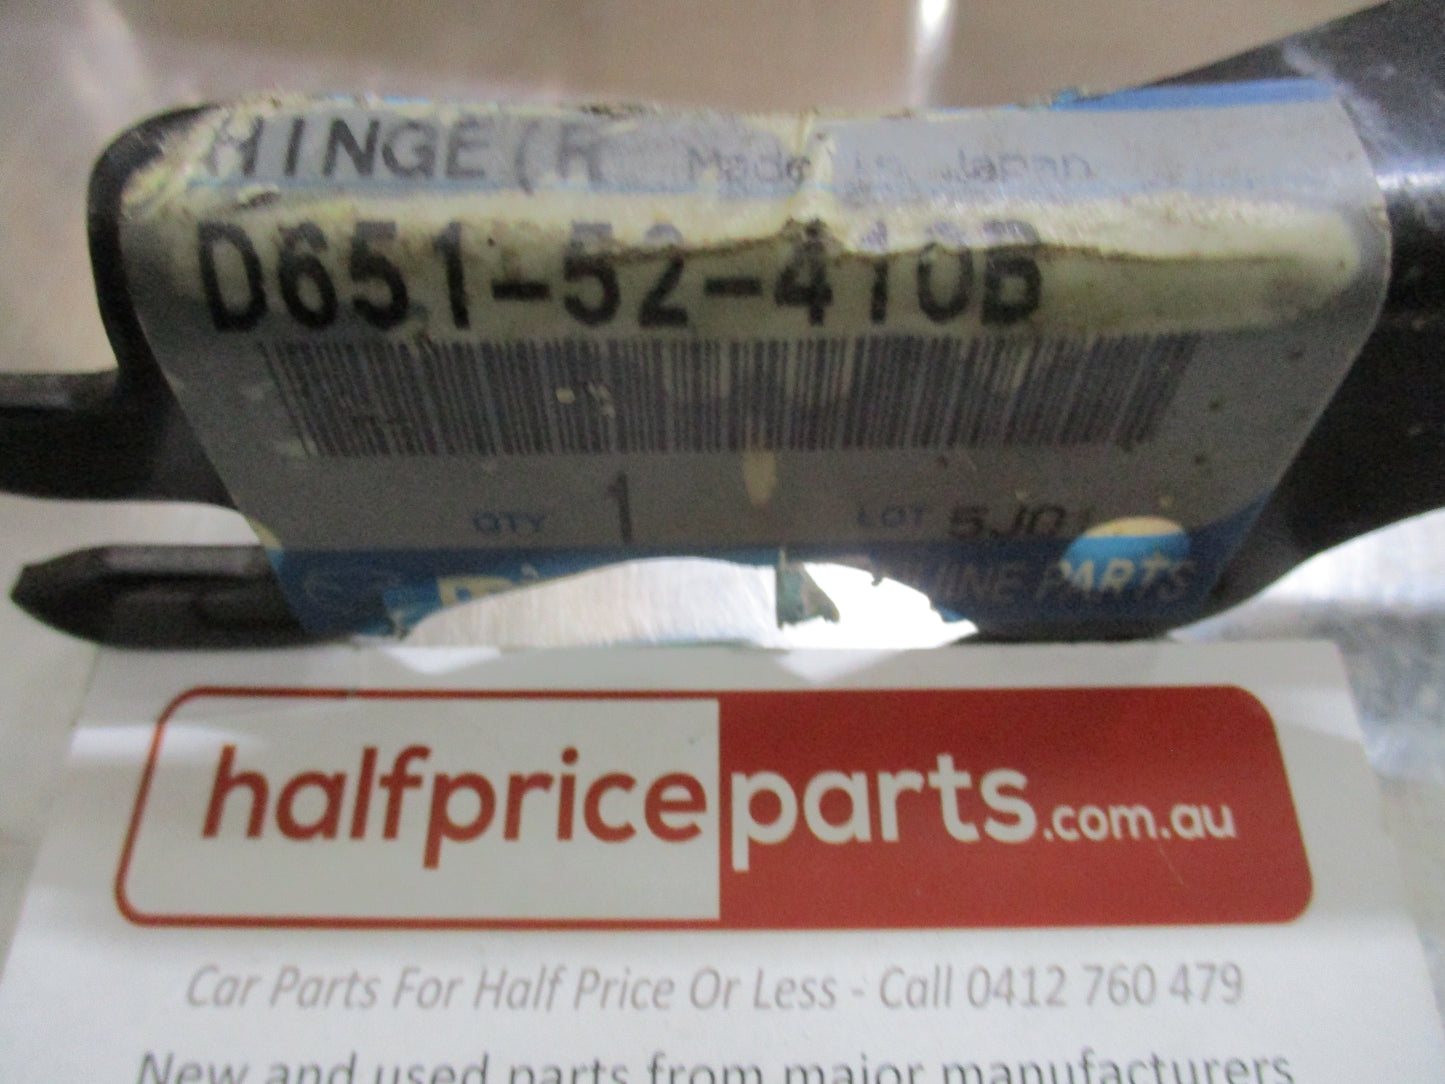 HINGE(R Made in Japan
D651-52-410B
QTY 1 LOT 5J01
PARTS
halfpriceparts.com.au
Car Parts For Half Price Or Less - Call 0412 760 479
New and used parts from major manufacturers